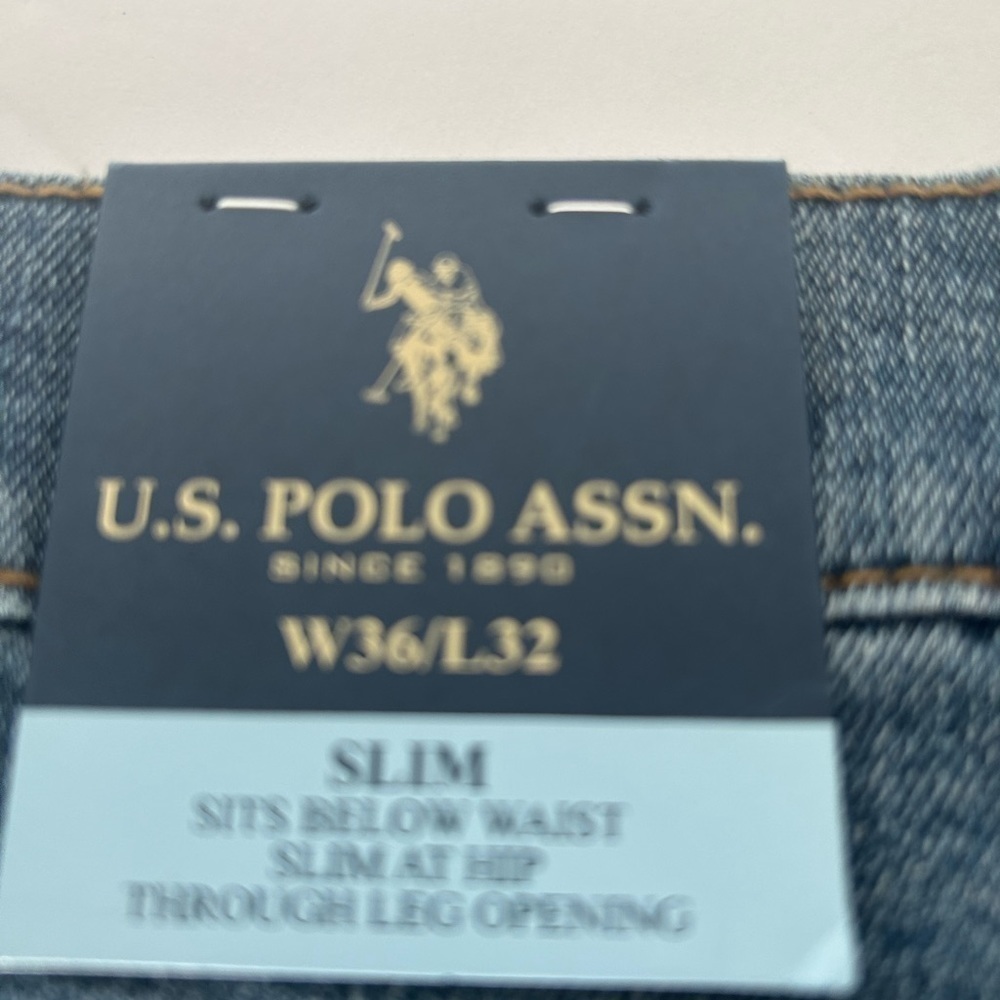 U.S. POLO ASSN.
SINCE 1890
W36/L32
SLIM
SITS BELOW WAIST
SLIM AT HIP
THROUGH LEG OPENING